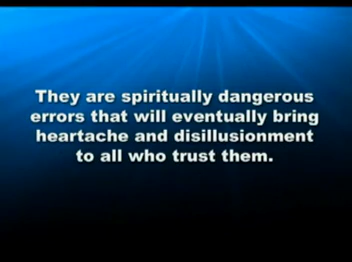 They are spiritually dangerous
errors that will eventually bring
heartache and disillusionment
to all who trust them.